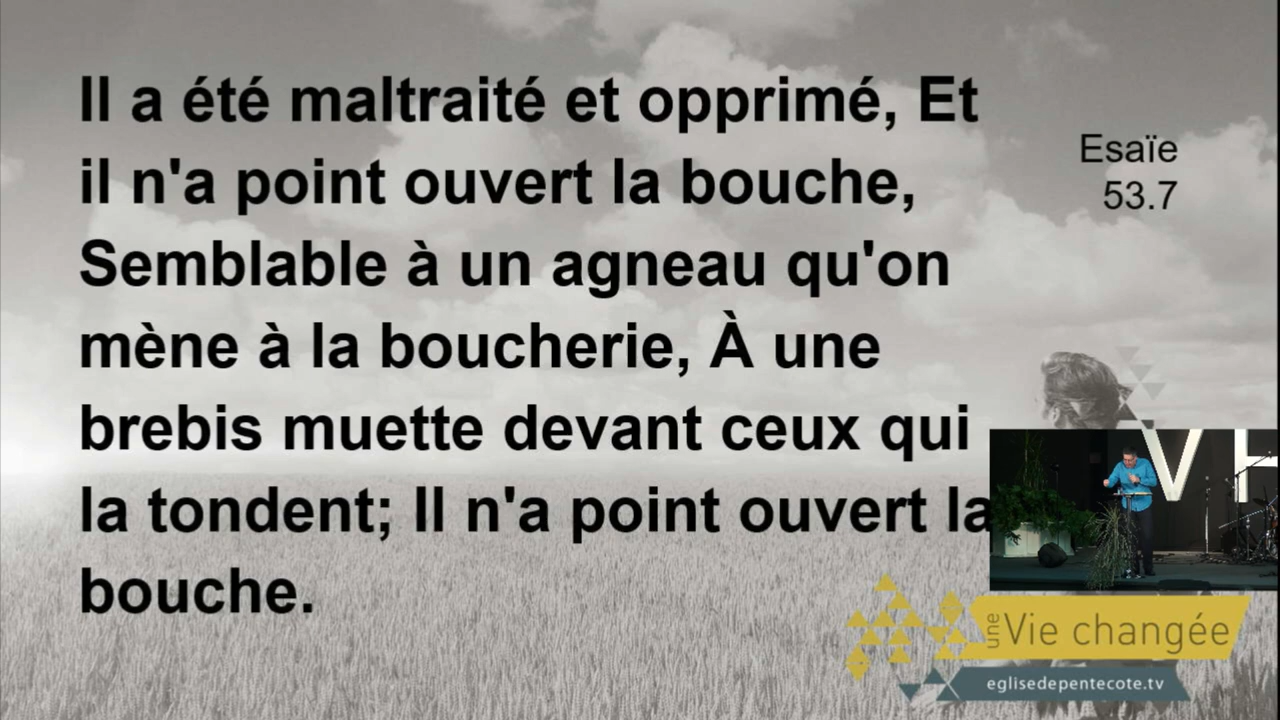 Il a été maltraité et opprimé, Et
il n'a point ouvert la bouche,
Semblable à un agneau qu'on
mène à la boucherie, À une
brebis muette devant ceux qui
la tondent; Il n'a point ouvert la
bouche.
Esaïe
53.7
une Vie changée
eglisedepentecote.tv